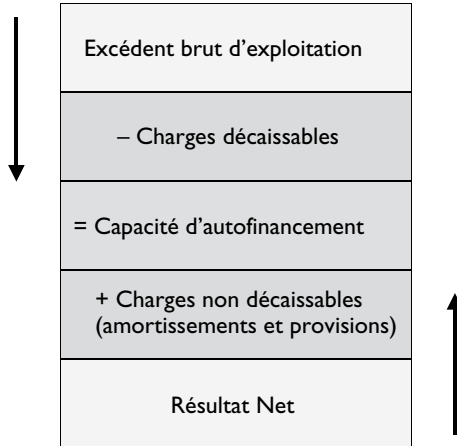 Excédent brut d’exploitation
– Charges décaissables
= Capacité d’autofinancement
+ Charges non décaissables
(amortissements et provisions)
Résultat Net